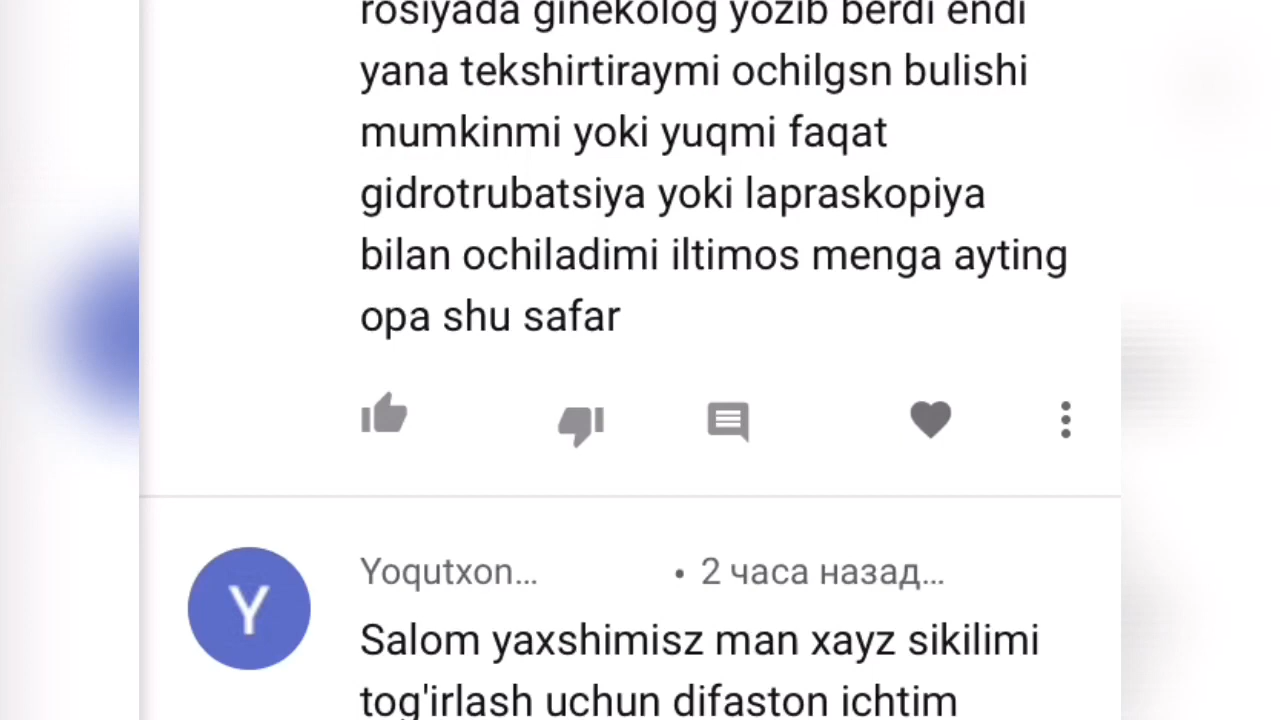 rosiyada ginekolog yozib berdi endi
yana tekshirtiraymi ochilgsn bulishi
mumkinmi yoki yuqmi faqat
gidrotrubatsiya yoki lapraskopiya
bilan ochiladimi iltimos menga ayting
opa shu safar
Y
Yoqutxon... • 2 часа назад...
Salom yaxshimisz man xayz sikilimi
tog'irlash uchun difaston ichtim